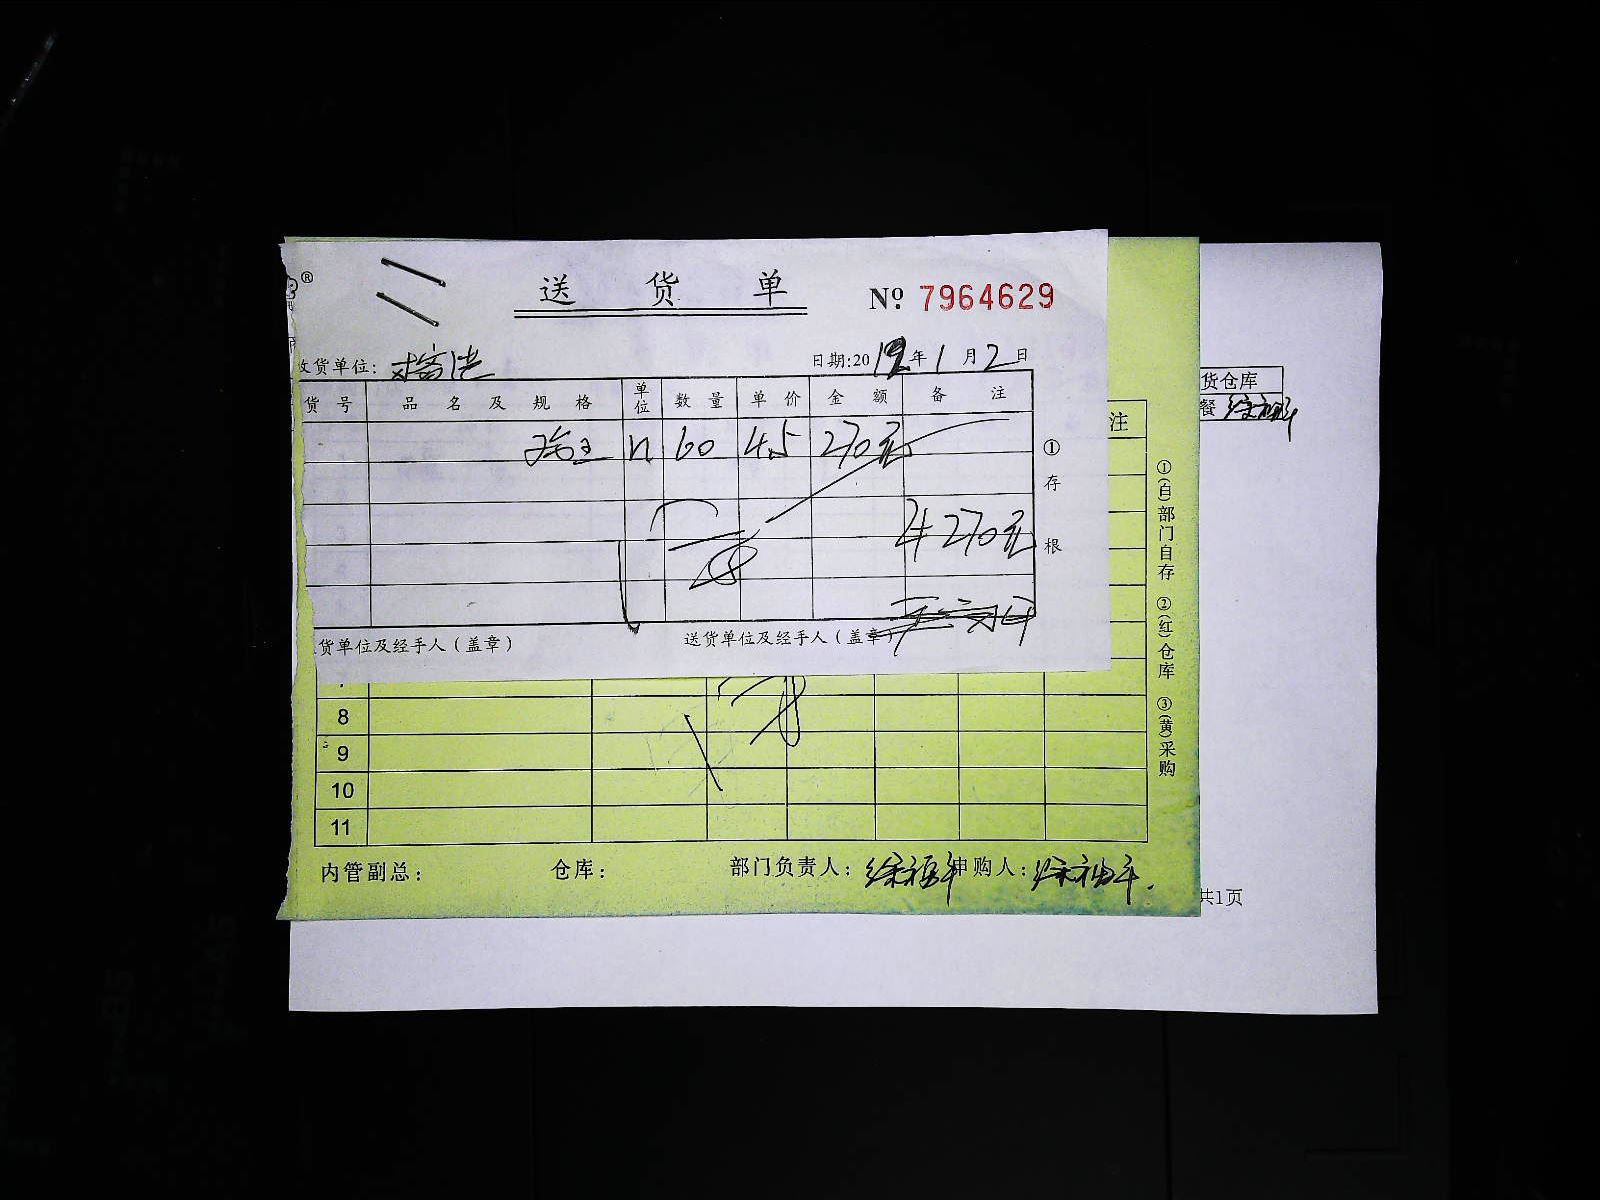 ®
送 货 单 Nº 7964629
收货单位: 日期:2019年1月2日
货号 品名及规格 单位 数量 单价 金额 备注
60 4.5 270元
270元
①存根
货单位及经手人(盖章) 送货单位及经手人(盖章)
注
8
9
10
11
①(白)部门自存 ②(红)仓库 ③(黄)采购
内管副总: 仓库: 部门负责人: 申购人:
货仓库
餐
共1页